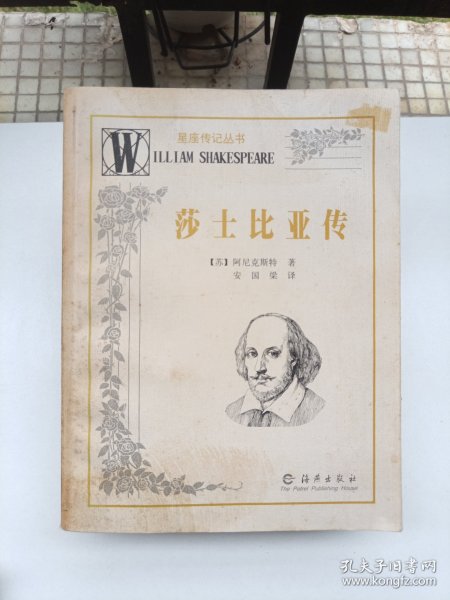 星座传记丛书
WILLIAM SHAKESPEARE
莎士比亚传
【苏】阿尼克斯特 著
安国梁 译
海燕出版社
The Petrel Publishing House
孔夫子旧书网
www.kongfz.com